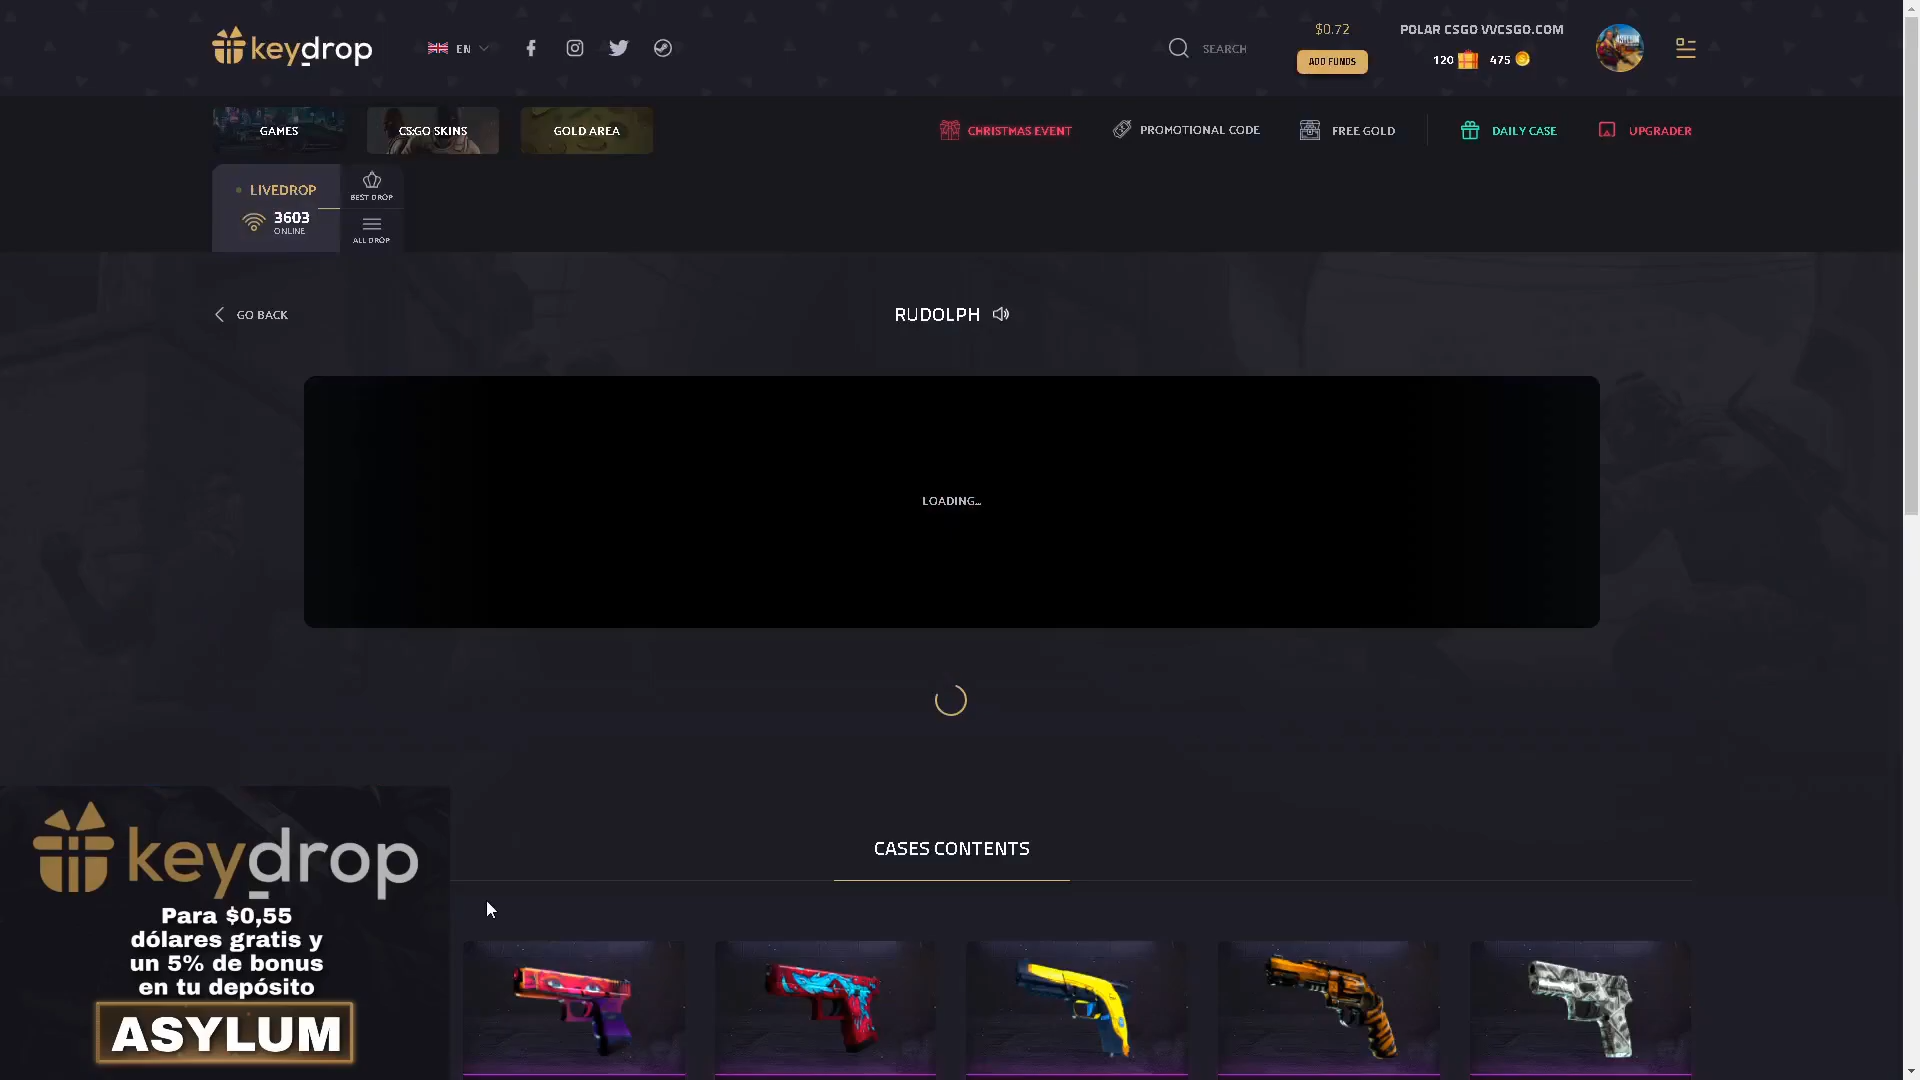 keydrop
EN
SEARCH
$0.72
ADD FUNDS
POLAR CSGO VVCSGO.COM
120
475
GAMES
CS:GO SKINS
GOLD AREA
CHRISTMAS EVENT
PROMOTIONAL CODE
FREE GOLD
DAILY CASE
UPGRADER
LIVEDROP
3603
ONLINE
BEST DROP
ALL DROP
GO BACK
RUDOLPH
LOADING...
CASES CONTENTS
keydrop
Para $0,55
dólares gratis y
un 5% de bonus
en tu depósito
ASYLUM